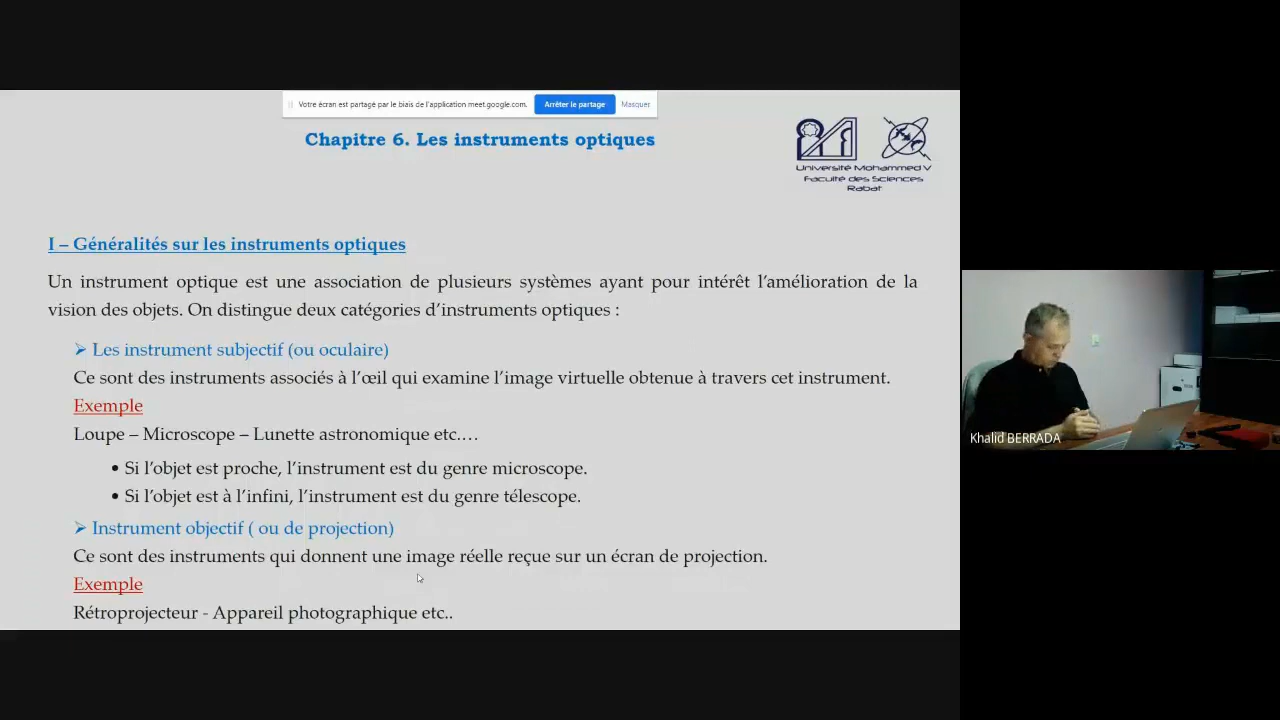 Votre écran est partagé par le biais de l'application meet.google.com. Arrêter le partage Masquer
Chapitre 6. Les instruments optiques
Université Mohammed V
Faculté des Sciences
Rabat
I – Généralités sur les instruments optiques
Un instrument optique est une association de plusieurs systèmes ayant pour intérêt l'amélioration de la
vision des objets. On distingue deux catégories d'instruments optiques :
➢ Les instrument subjectif (ou oculaire)
Ce sont des instruments associés à l'œil qui examine l'image virtuelle obtenue à travers cet instrument.
Exemple
Loupe – Microscope – Lunette astronomique etc.…
• Si l'objet est proche, l'instrument est du genre microscope.
• Si l'objet est à l'infini, l'instrument est du genre télescope.
➢ Instrument objectif ( ou de projection)
Ce sont des instruments qui donnent une image réelle reçue sur un écran de projection.
Exemple
Rétroprojecteur - Appareil photographique etc..
Khalid BERRADA